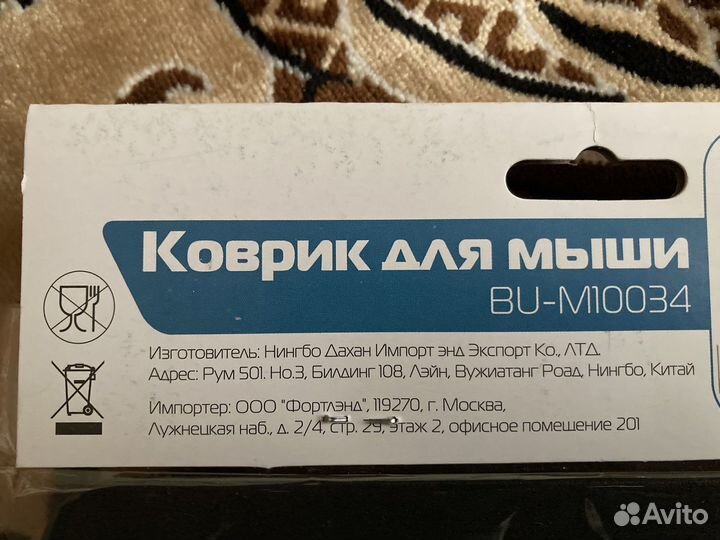 Коврик для мыши
BU-M10034
Изготовитель: Нингбо Дахан Импорт энд Экспорт Ко., ЛТД.
Адрес: Рум 501. Но.3, Билдинг 108, Лэйн, Вужиатанг Роад, Нингбо, Китай
Импортер: ООО "Фортлэнд", 119270, г. Москва,
Лужнецкая наб., д. 2/4, стр. 23, этаж 2, офисное помещение 201
Avito